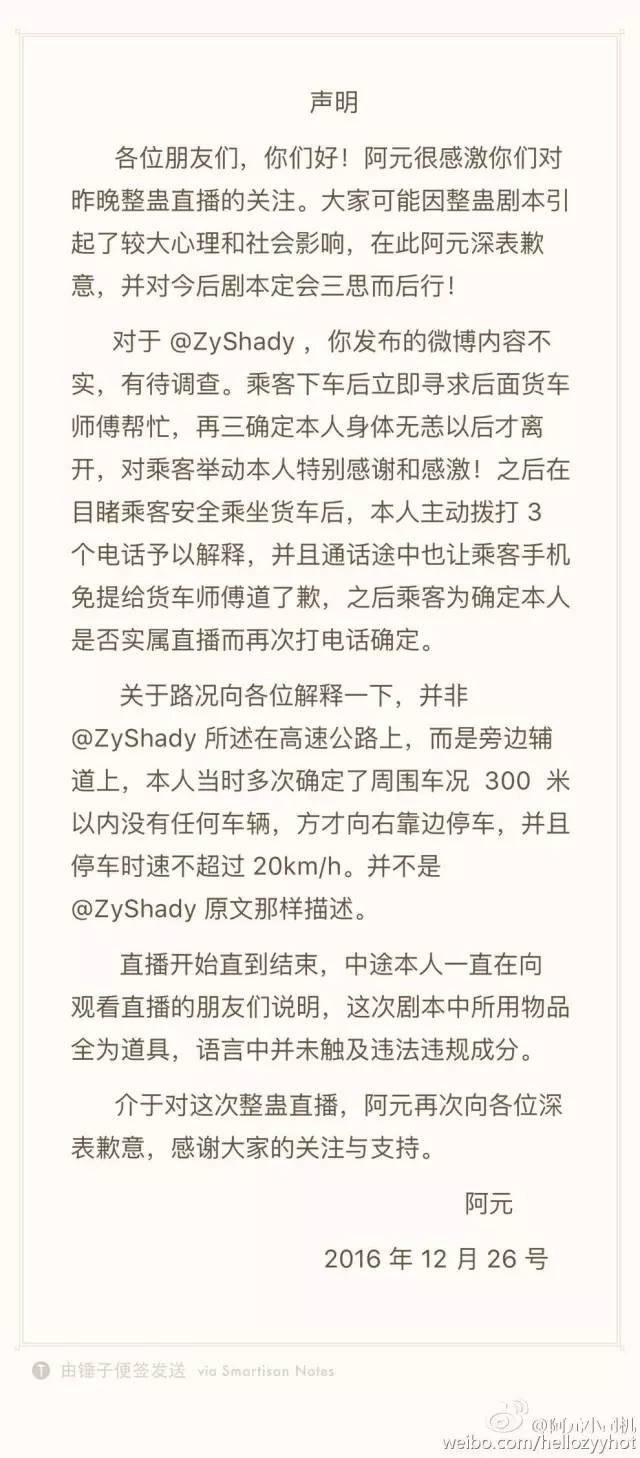 声明
各位朋友们，你们好！阿元很感激你们对
昨晚整蛊直播的关注。大家可能因整蛊剧本引
起了较大心理和社会影响，在此阿元深表歉
意，并对今后剧本定会三思而后行！
对于 @ZyShady ，你发布的微博内容不
实，有待调查。乘客下车后立即寻求后面货车
师傅帮忙，再三确定本人身体无恙以后才离
开，对乘客举动本人特别感谢和感激！之后在
目睹乘客安全乘坐货车后，本人主动拨打 3
个电话予以解释，并且通话途中也让乘客手机
免提给货车师傅道了歉，之后乘客为确定本人
是否实属直播而再次打电话确定。
关于路况向各位解释一下，并非
@ZyShady 所述在高速公路上，而是旁边辅
道上，本人当时多次确定了周围车况 300 米
以内没有任何车辆，方才向右靠边停车，并且
停车时速不超过 20km/h。并不是
@ZyShady 原文那样描述。
直播开始直到结束，中途本人一直在向
观看直播的朋友们说明，这次剧本中所用物品
全为道具，语言中并未触及违法违规成分。
介于对这次整蛊直播，阿元再次向各位深
表歉意，感谢大家的关注与支持。
阿元
2016 年 12 月 26 号
T 由锤子便签发送 via Smartisan Notes
@阿元小司机
weibo.com/hellozyyhot